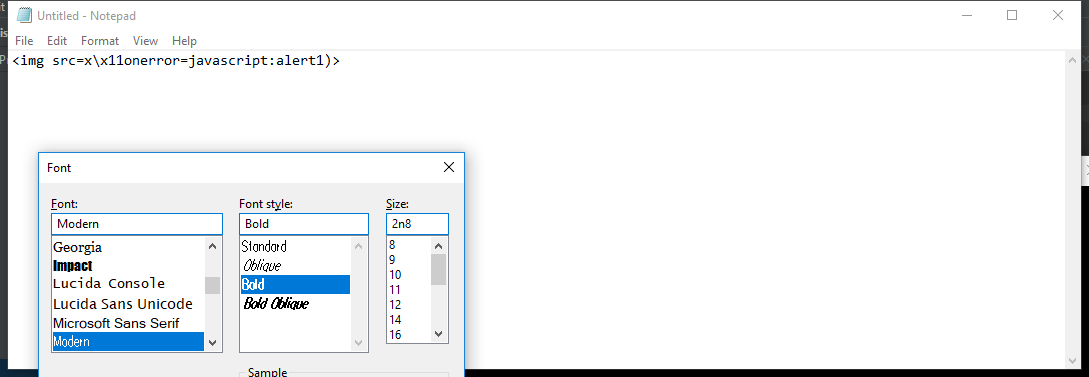 Untitled - Notepad
File Edit Format View Help
<img src=x\x11onerror=javascript:alert1)>
Font
Font: Font style: Size:
Modern Bold 2n8
Georgia Standard 8
Impact Oblique 9
Lucida Console Bold 10
Lucida Sans Unicode Bold Oblique 11
Microsoft Sans Serif 12
Modern 14
16
Sample